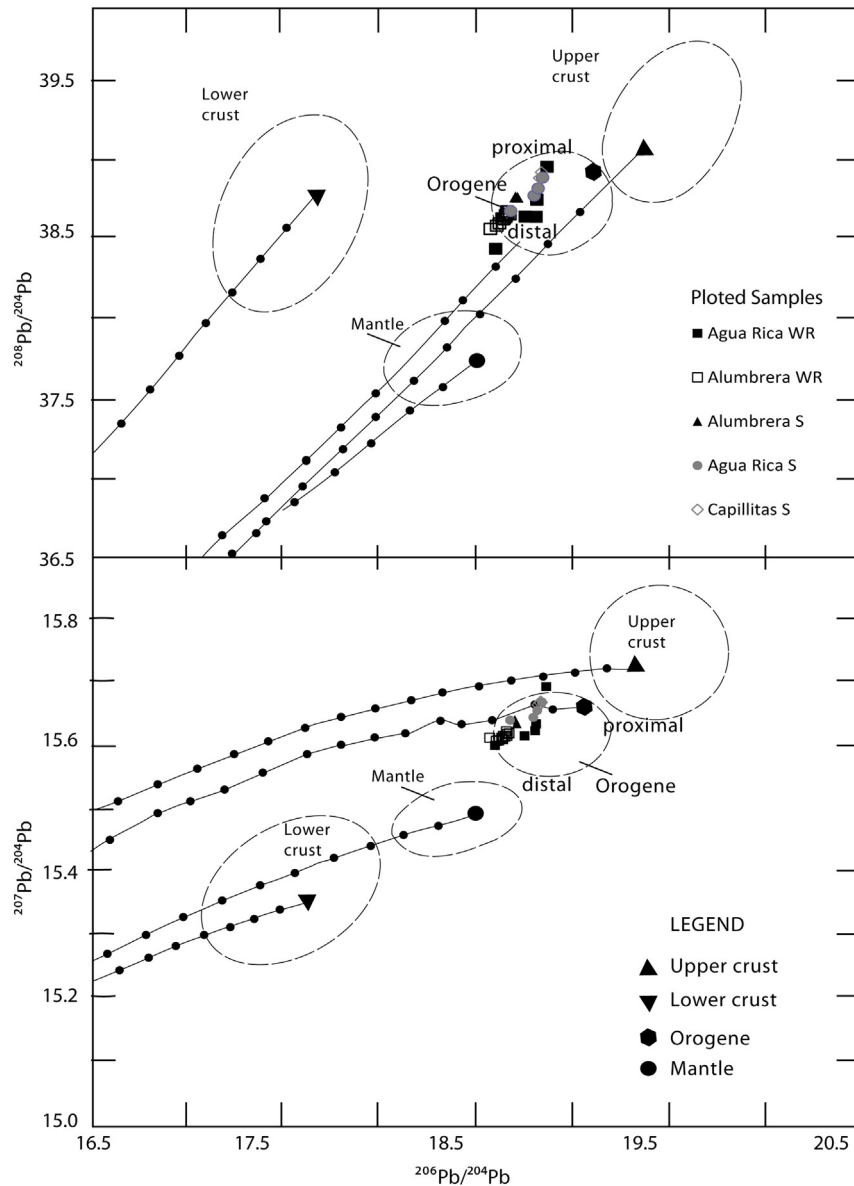 39.5
Upper
crust
Lower
crust
proximal
Orogene
38.5
distal
208Pb/204Pb
Mantle
Ploted Samples
Agua Rica WR
Alumbrera WR
37.5
Alumbrera S
Agua Rica S
Capillitas S
36.5
15.8
Upper
crust
15.6
proximal
distal
Orogene
Mantle
207Pb/204Pb
Lower
crust
15.4
LEGEND
Upper crust
Lower crust
15.2
Orogene
Mantle
15.0
16.5 17.5 18.5 19.5 20.5
206Pb/204Pb